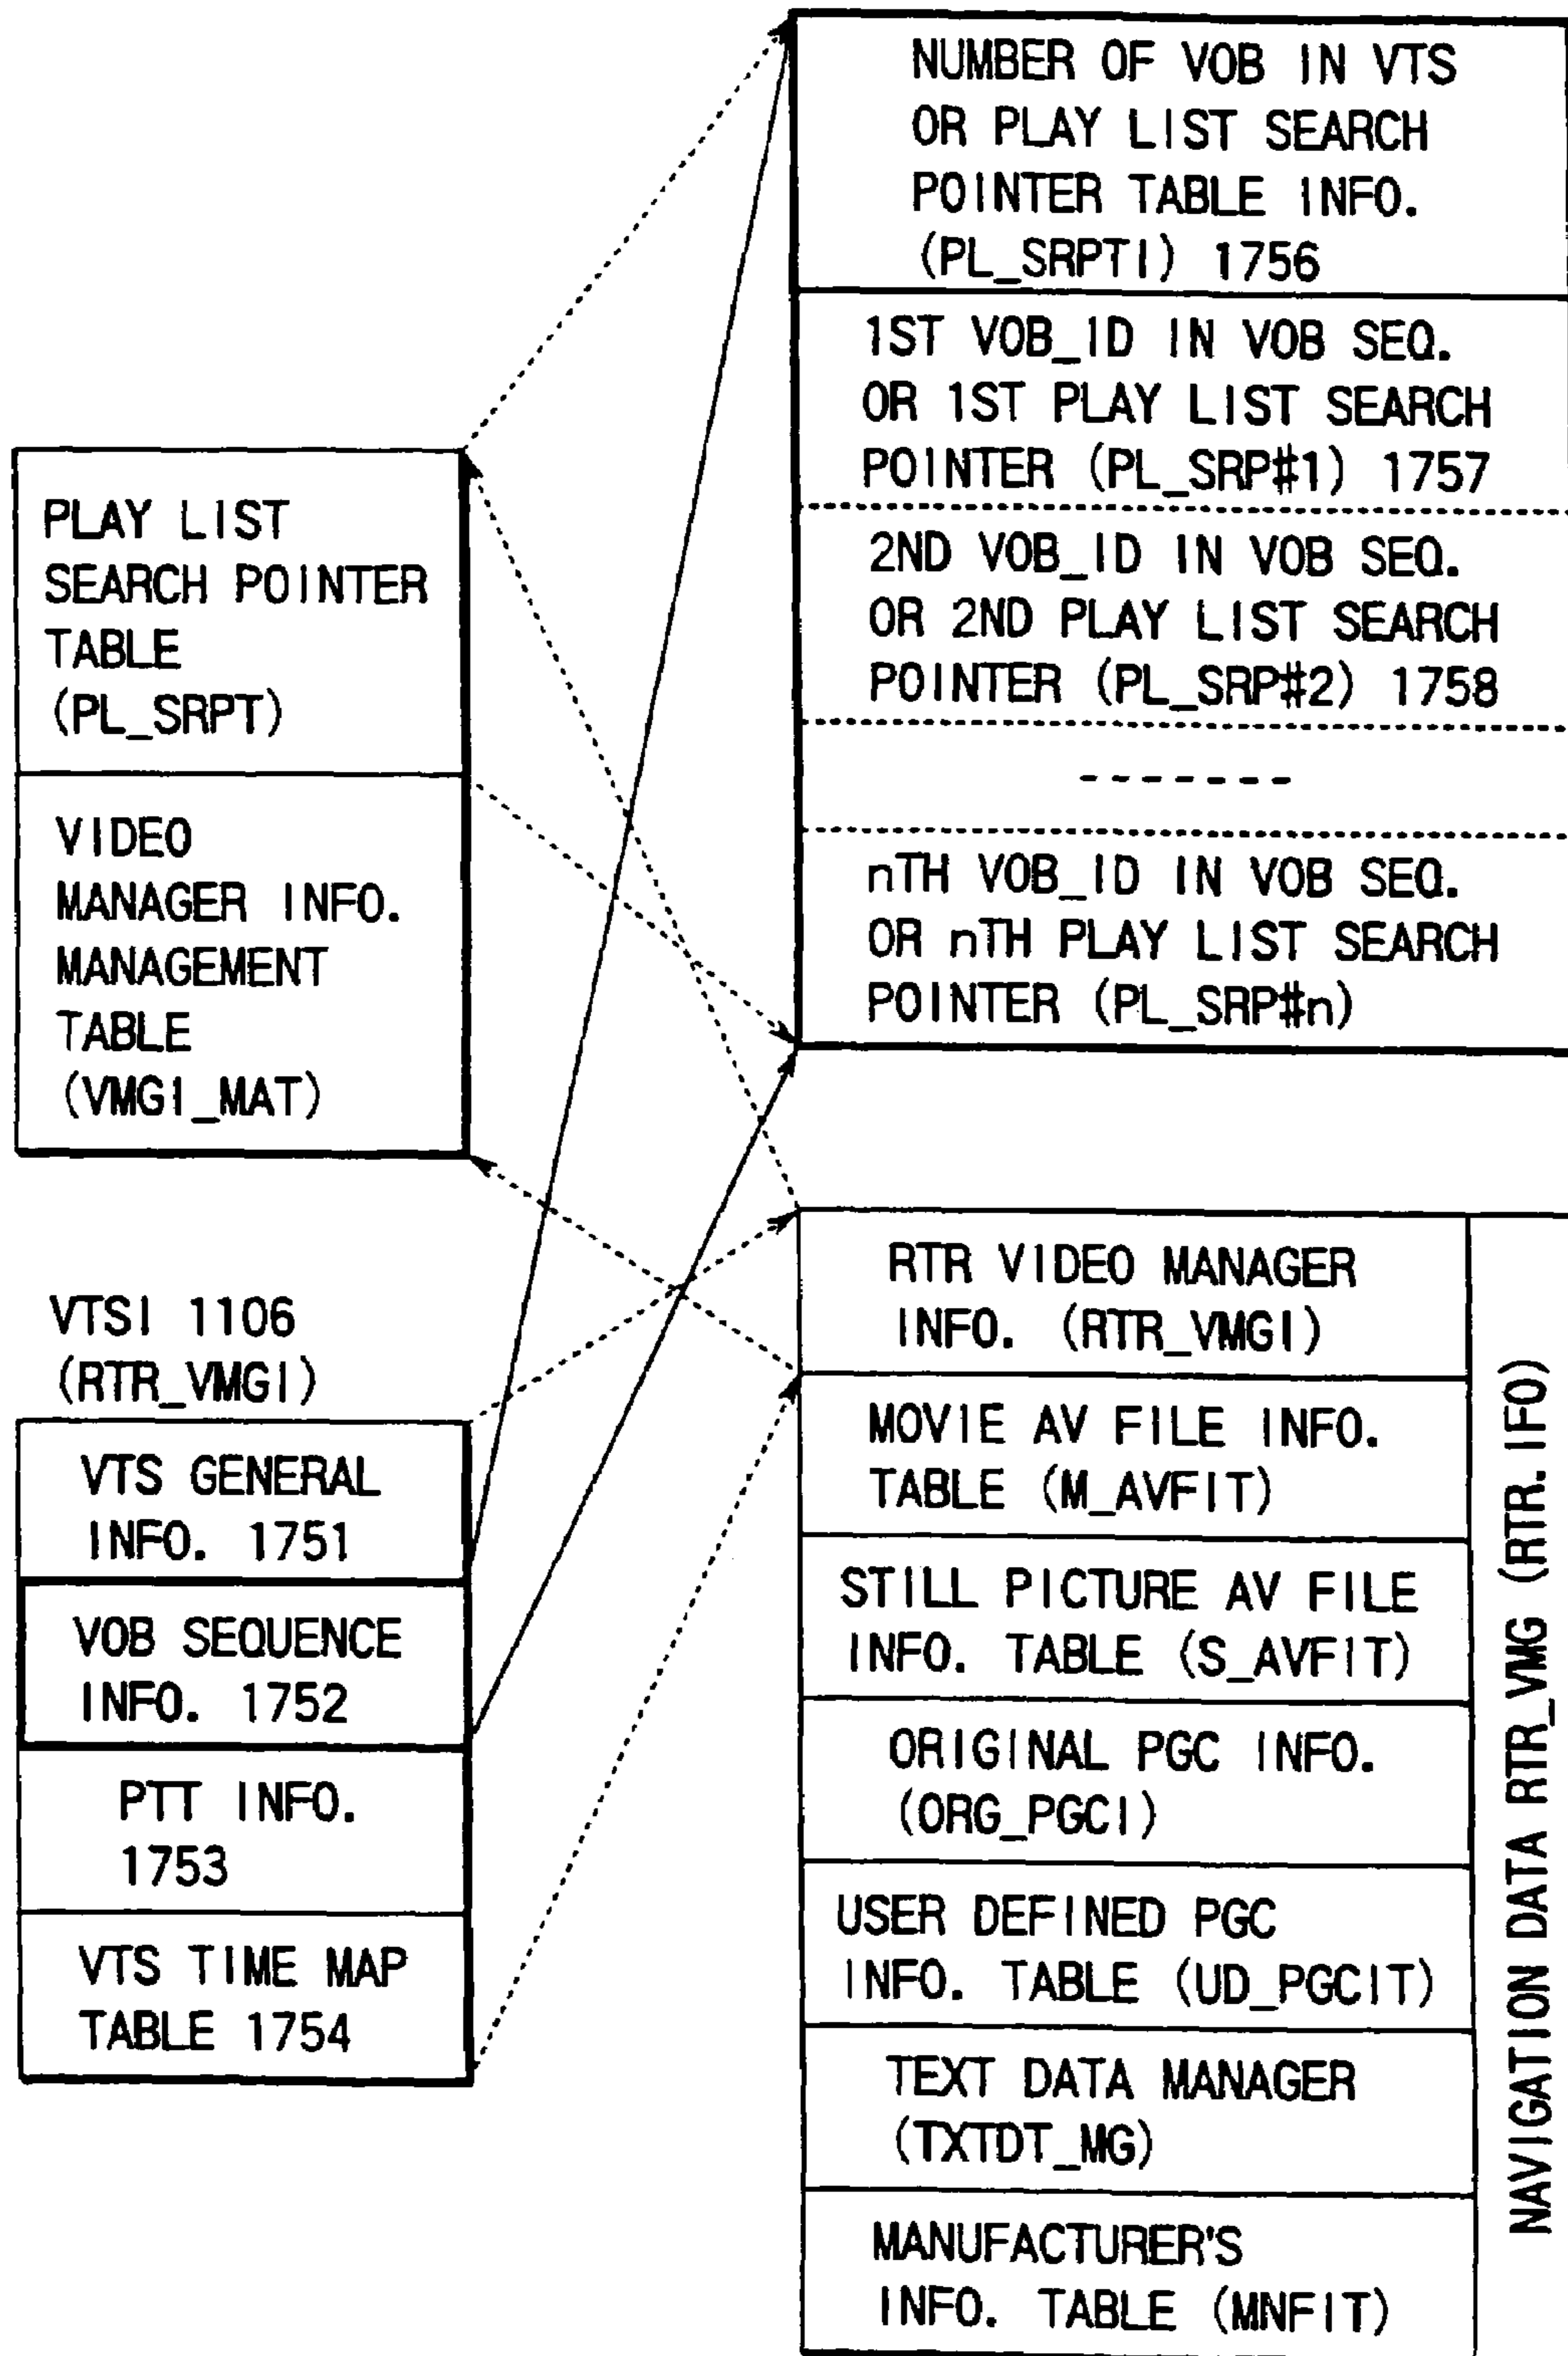 PLAY LIST
SEARCH POINTER
TABLE
(PL_SRPT)
VIDEO
MANAGER INFO.
MANAGEMENT
TABLE
(VMGI_MAT)
VTSI 1106
(RTR_VMGI)
VTS GENERAL
INFO. 1751
VOB SEQUENCE
INFO. 1752
PTT INFO.
1753
VTS TIME MAP
TABLE 1754
NUMBER OF VOB IN VTS
OR PLAY LIST SEARCH
POINTER TABLE INFO.
(PL_SRPTI) 1756
1ST VOB_ID IN VOB SEQ.
OR 1ST PLAY LIST SEARCH
POINTER (PL_SRP#1) 1757
2ND VOB_ID IN VOB SEQ.
OR 2ND PLAY LIST SEARCH
POINTER (PL_SRP#2) 1758
-------
nTH VOB_ID IN VOB SEQ.
OR nTH PLAY LIST SEARCH
POINTER (PL_SRP#n)
RTR VIDEO MANAGER
INFO. (RTR_VMGI)
MOVIE AV FILE INFO.
TABLE (M_AVFIT)
STILL PICTURE AV FILE
INFO. TABLE (S_AVFIT)
ORIGINAL PGC INFO.
(ORG_PGCI)
USER DEFINED PGC
INFO. TABLE (UD_PGCIT)
TEXT DATA MANAGER
(TXTDT_MG)
MANUFACTURER'S
INFO. TABLE (MNFIT)
NAVIGATION DATA RTR_VMG (RTR.IFO)